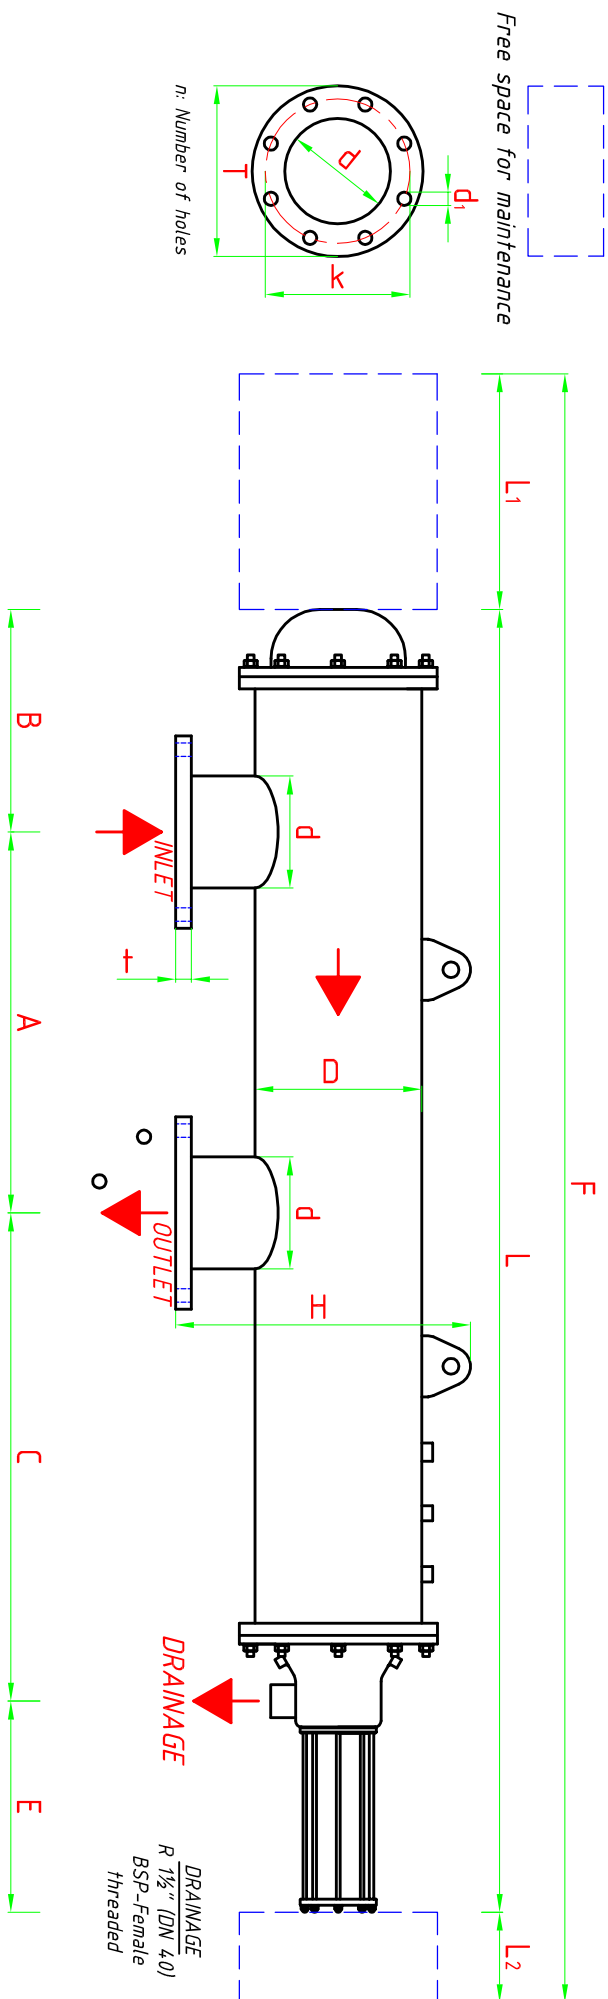 Free space for maintenance
d
d₁
T
k
n: Number of holes
F
L₁
L
L₂
INLET
d
t
D
OUTLET
d
H
DRAINAGE
B
A
C
E
DRAINAGE
R 1½" (DN 40)
BSP-Female
threaded